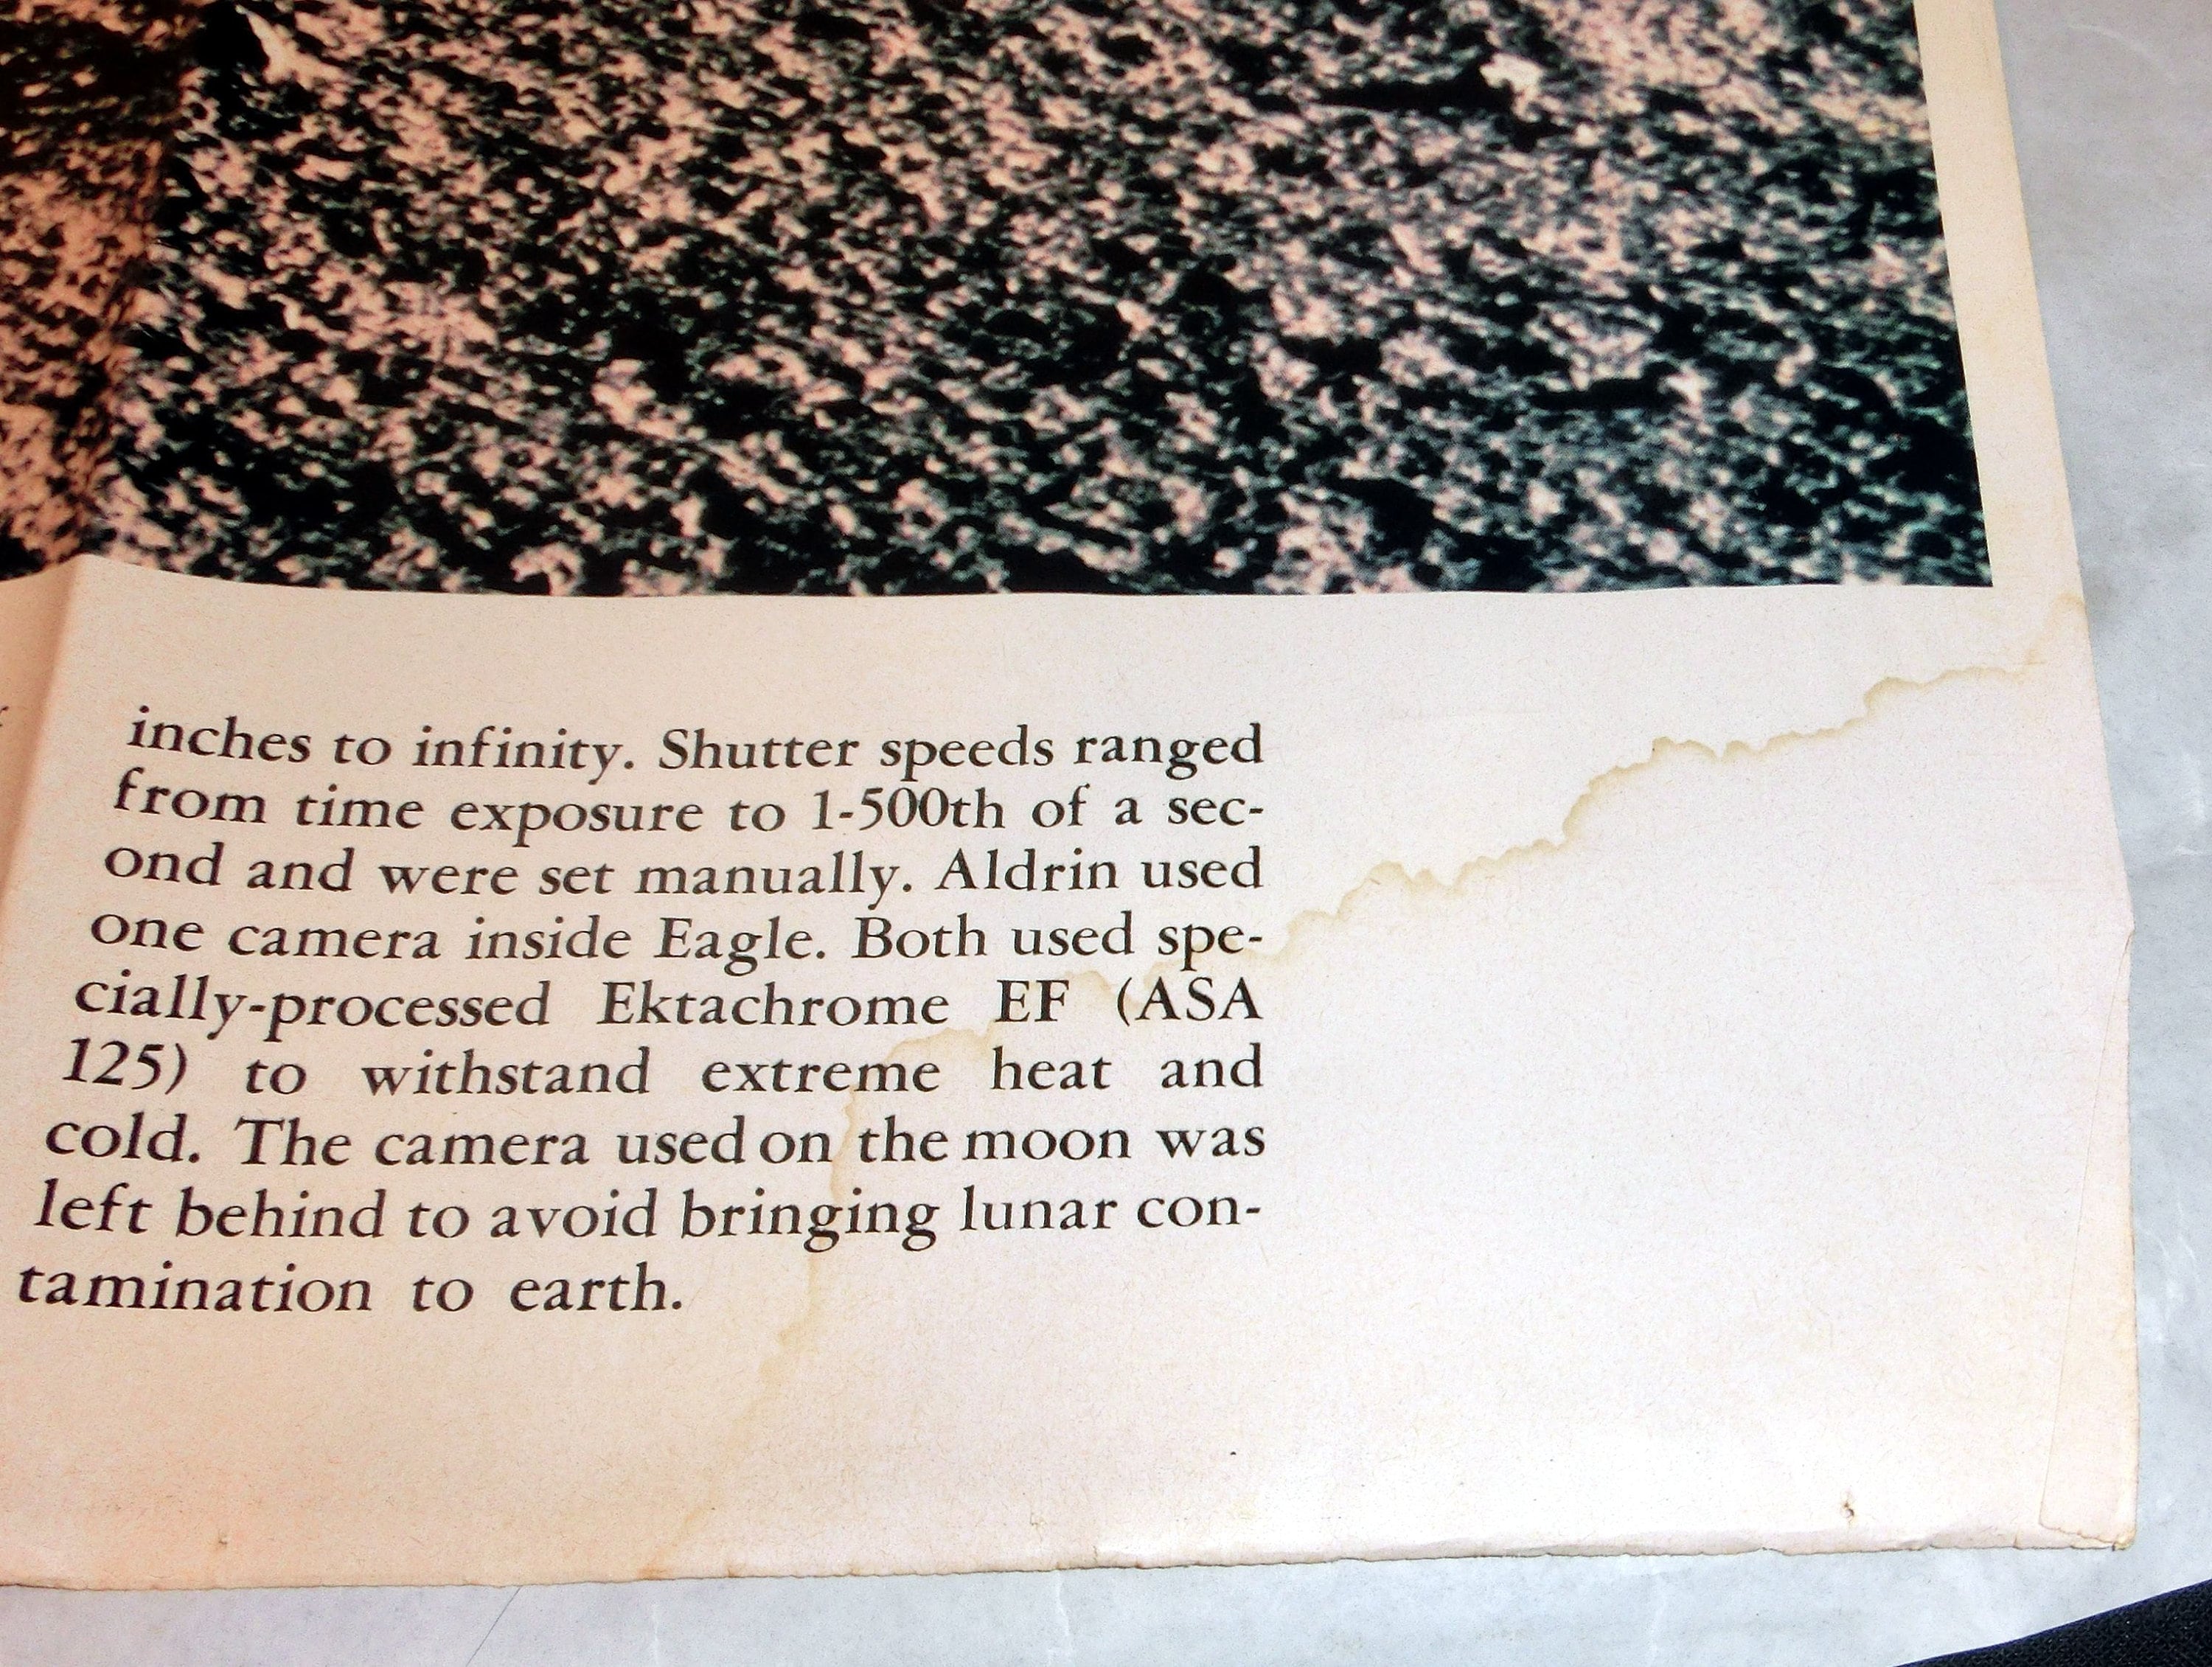 inches to infinity. Shutter speeds ranged
from time exposure to 1-500th of a sec-
ond and were set manually. Aldrin used
one camera inside Eagle. Both used spe-
cially-processed Ektachrome EF (ASA
125) to withstand extreme heat and
cold. The camera used on the moon was
left behind to avoid bringing lunar con-
tamination to earth.